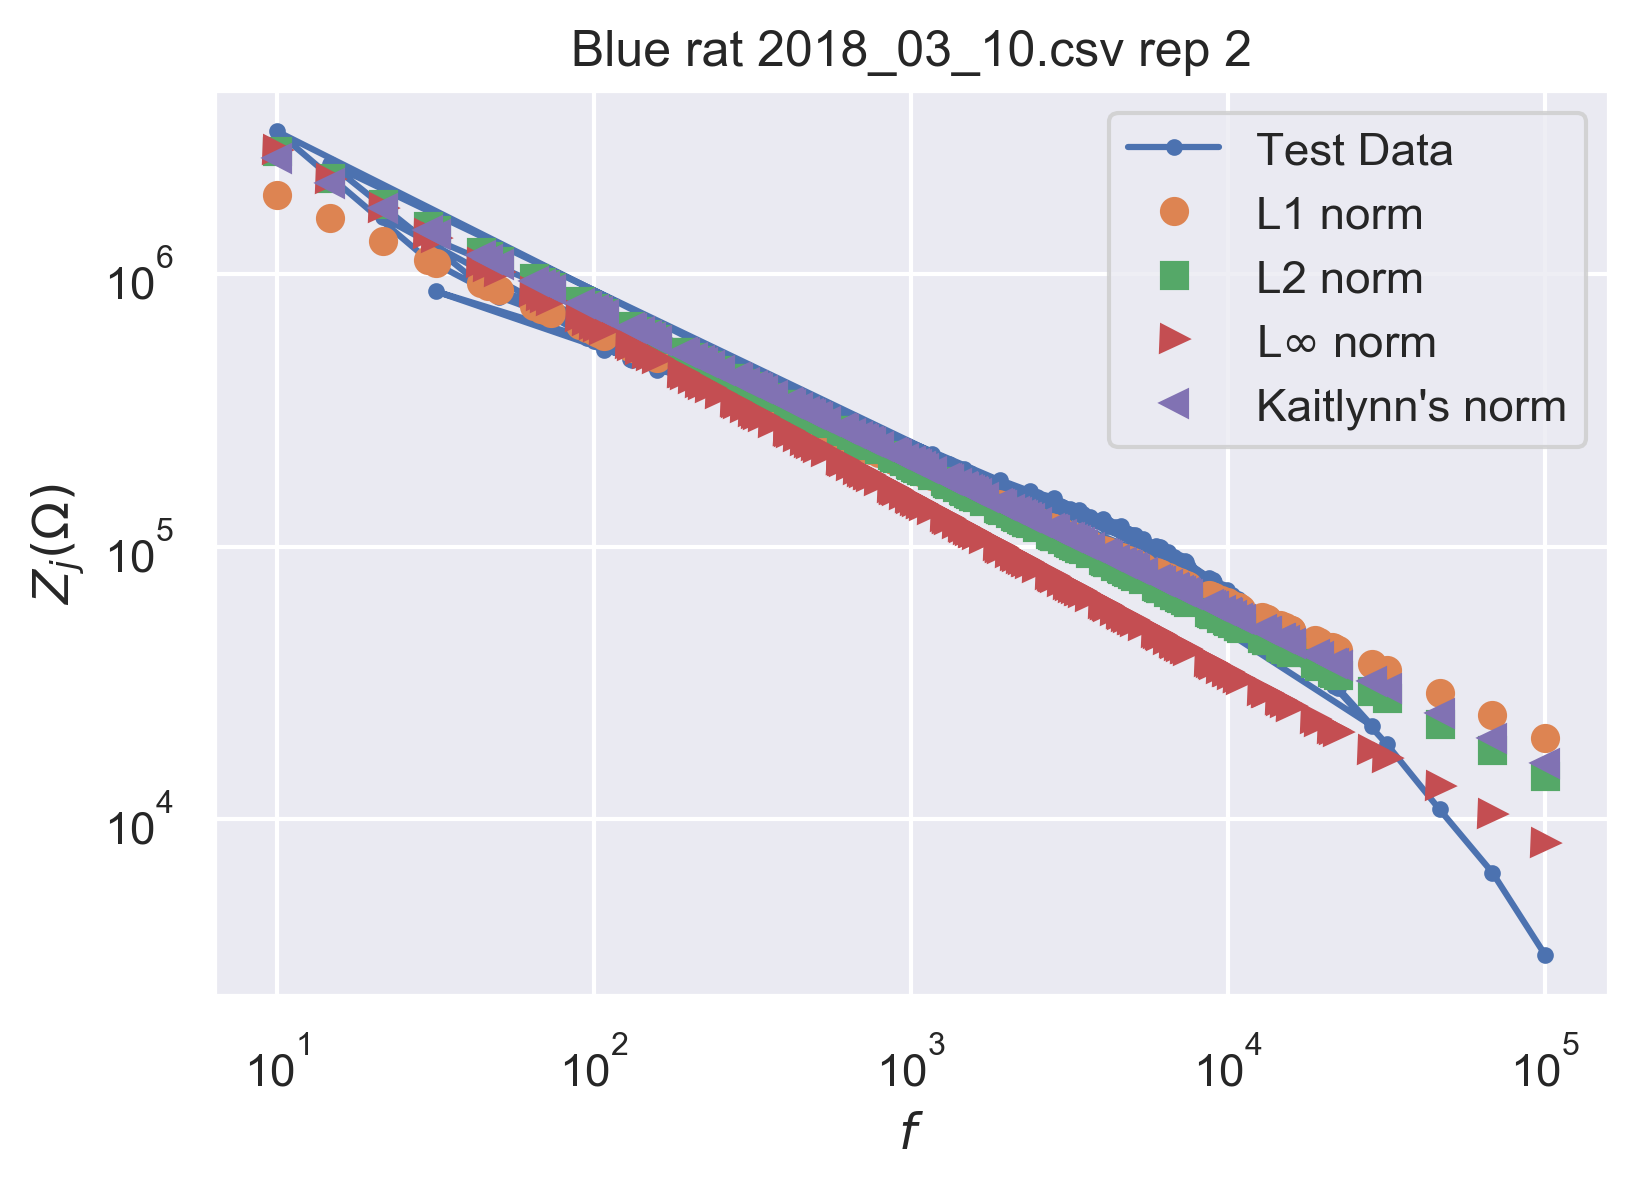 Blue rat 2018_03_10.csv rep 2
Test Data
L1 norm
L2 norm
L∞ norm
Kaitlynn's norm
10^6
10^5
10^4
Z_j(Ω)
10^1 10^2 10^3 10^4 10^5
f